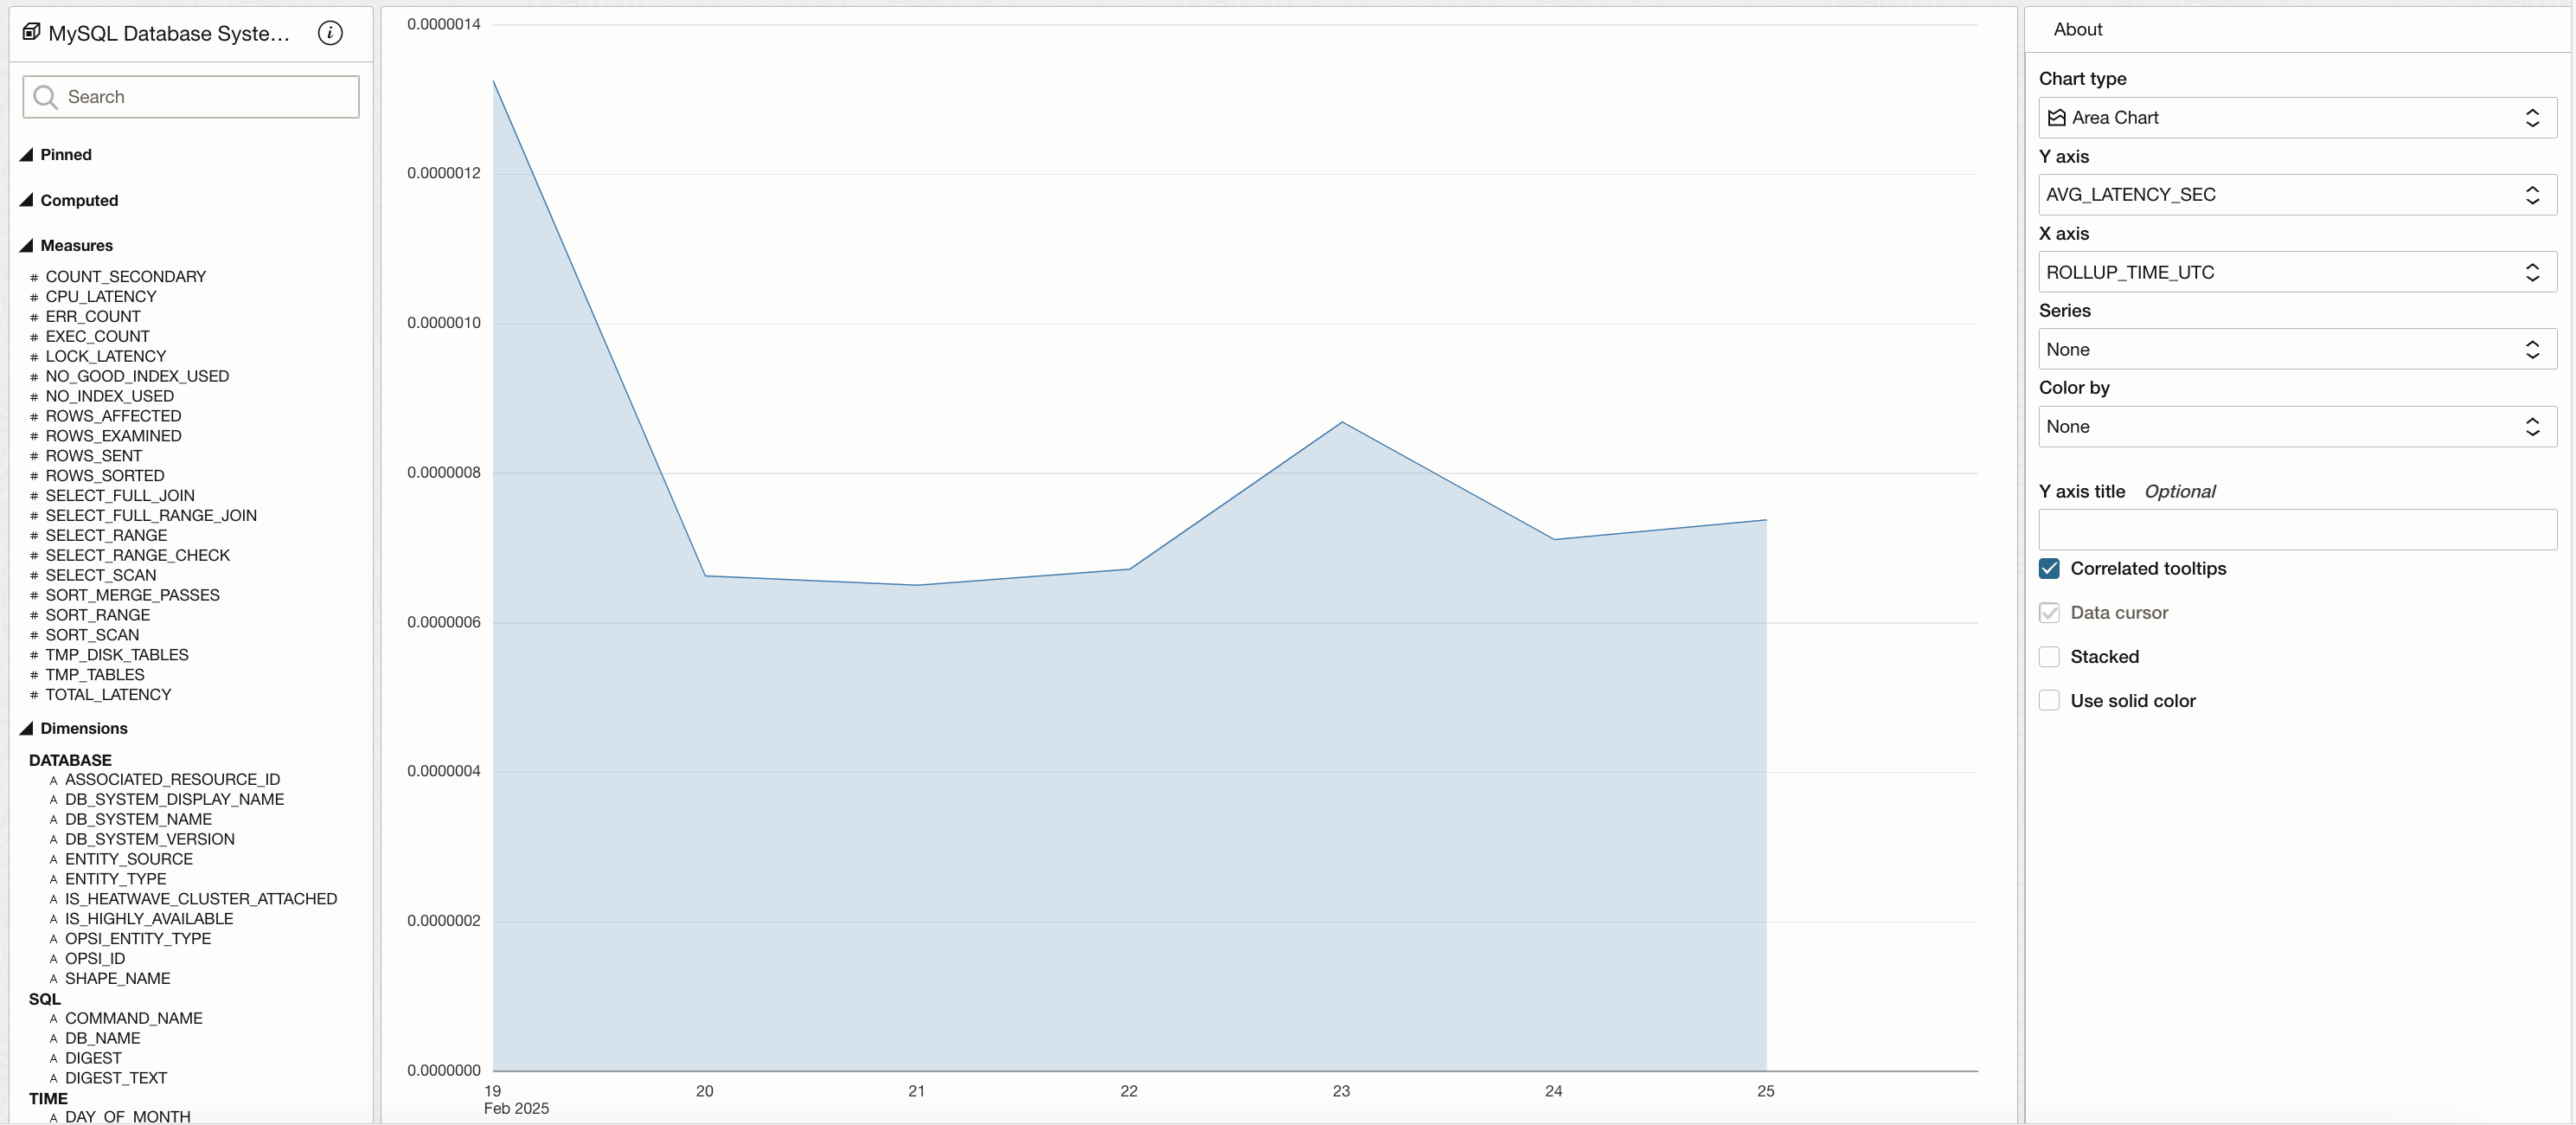 MySQL Database Syste...
Search
Pinned
Computed
Measures
# COUNT_SECONDARY
# CPU_LATENCY
# ERR_COUNT
# EXEC_COUNT
# LOCK_LATENCY
# NO_GOOD_INDEX_USED
# NO_INDEX_USED
# ROWS_AFFECTED
# ROWS_EXAMINED
# ROWS_SENT
# ROWS_SORTED
# SELECT_FULL_JOIN
# SELECT_FULL_RANGE_JOIN
# SELECT_RANGE
# SELECT_RANGE_CHECK
# SELECT_SCAN
# SORT_MERGE_PASSES
# SORT_RANGE
# SORT_SCAN
# TMP_DISK_TABLES
# TMP_TABLES
# TOTAL_LATENCY
Dimensions
DATABASE
A ASSOCIATED_RESOURCE_ID
A DB_SYSTEM_DISPLAY_NAME
A DB_SYSTEM_NAME
A DB_SYSTEM_VERSION
A ENTITY_SOURCE
A ENTITY_TYPE
A IS_HEATWAVE_CLUSTER_ATTACHED
A IS_HIGHLY_AVAILABLE
A OPSI_ENTITY_TYPE
A OPSI_ID
A SHAPE_NAME
SQL
A COMMAND_NAME
A DB_NAME
A DIGEST
A DIGEST_TEXT
TIME
A DAY_OF_MONTH
0.0000014
0.0000012
0.0000010
0.0000008
0.0000006
0.0000004
0.0000002
0.0000000
19 20 21 22 23 24 25
Feb 2025
About
Chart type
Area Chart
Y axis
AVG_LATENCY_SEC
X axis
ROLLUP_TIME_UTC
Series
None
Color by
None
Y axis title Optional
Correlated tooltips
Data cursor
Stacked
Use solid color